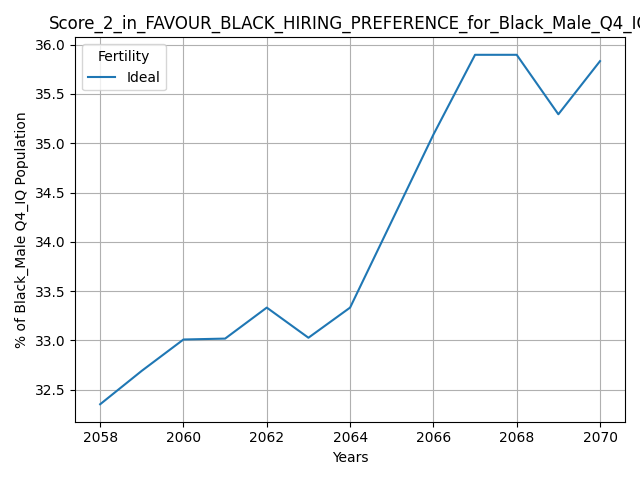 Score_2_in_FAVOUR_BLACK_HIRING_PREFERENCE_for_Black_Male_Q4_IQ
Fertility
Ideal
% of Black_Male Q4_IQ Population
36.0
35.5
35.0
34.5
34.0
33.5
33.0
32.5
2058 2060 2062 2064 2066 2068 2070
Years